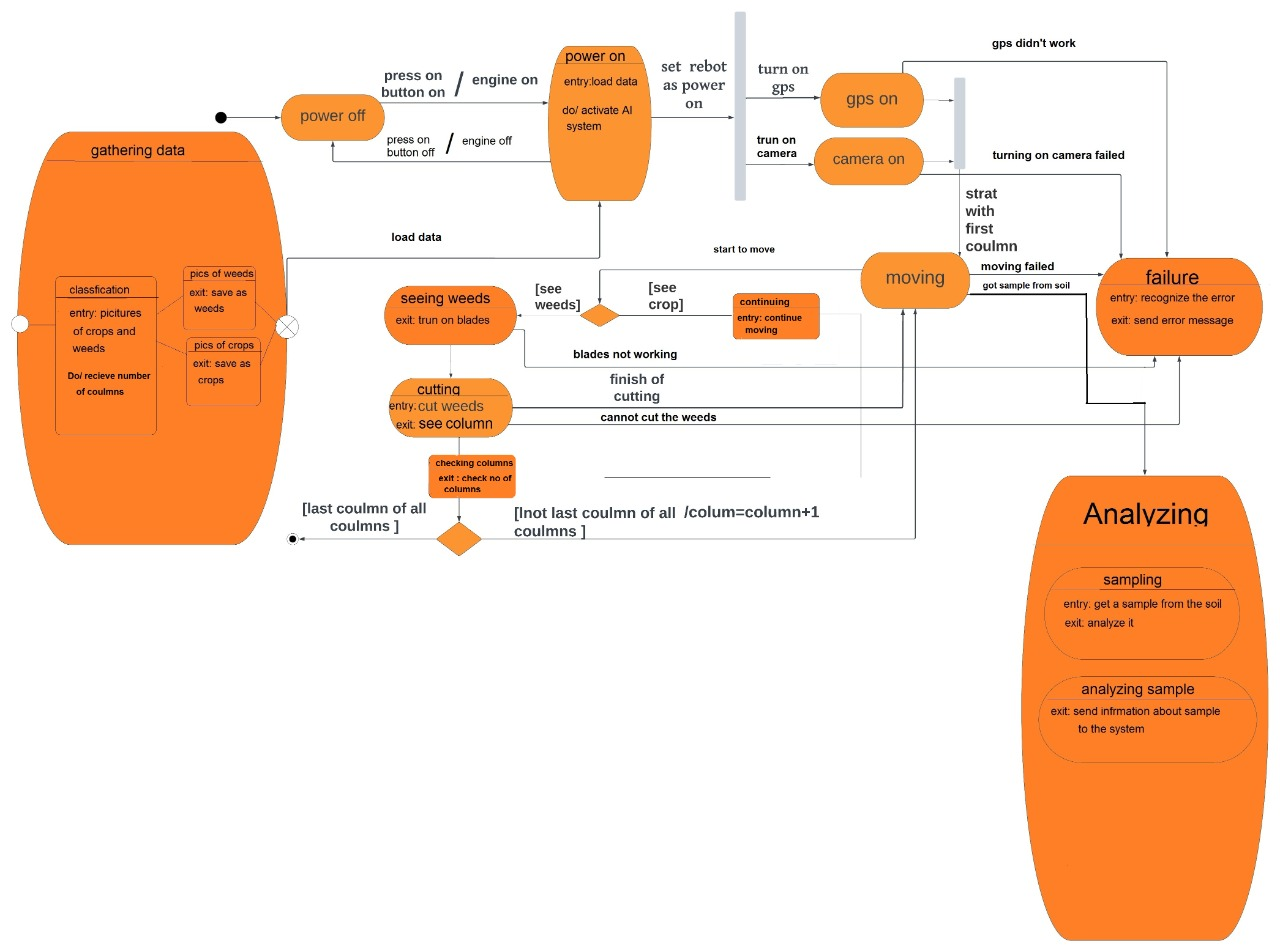 gps didn't work
power on
entry:load data
do/ activate AI
system
set rebot
as power
on
turn on
gps
gps on
press on
button on
/
engine on
power off
press on
button off
/
engine off
trun on
camera
camera on
turning on camera failed
gathering data
strat
with
first
coulmn
load data
start to move
moving
moving failed
got sample from soil
failure
entry: recognize the error
exit: send error message
classfication
entry: picitures
of crops and
weeds
Do/ recieve number
of coulmns
pics of weeds
exit: save as
weeds
pics of crops
exit: save as
crops
seeing weeds
exit: trun on blades
[see
weeds]
[see
crop]
continuing
entry: continue
moving
blades not working
finish of
cutting
cutting
entry: cut weeds
exit: see column
cannot cut the weeds
checking columns
exit : check no of
columns
[last coulmn of all
coulmns ]
[lnot last coulmn of all /colum=column+1
coulmns ]
Analyzing
sampling
entry: get a sample from the soil
exit: analyze it
analyzing sample
exit: send infrmation about sample
to the system